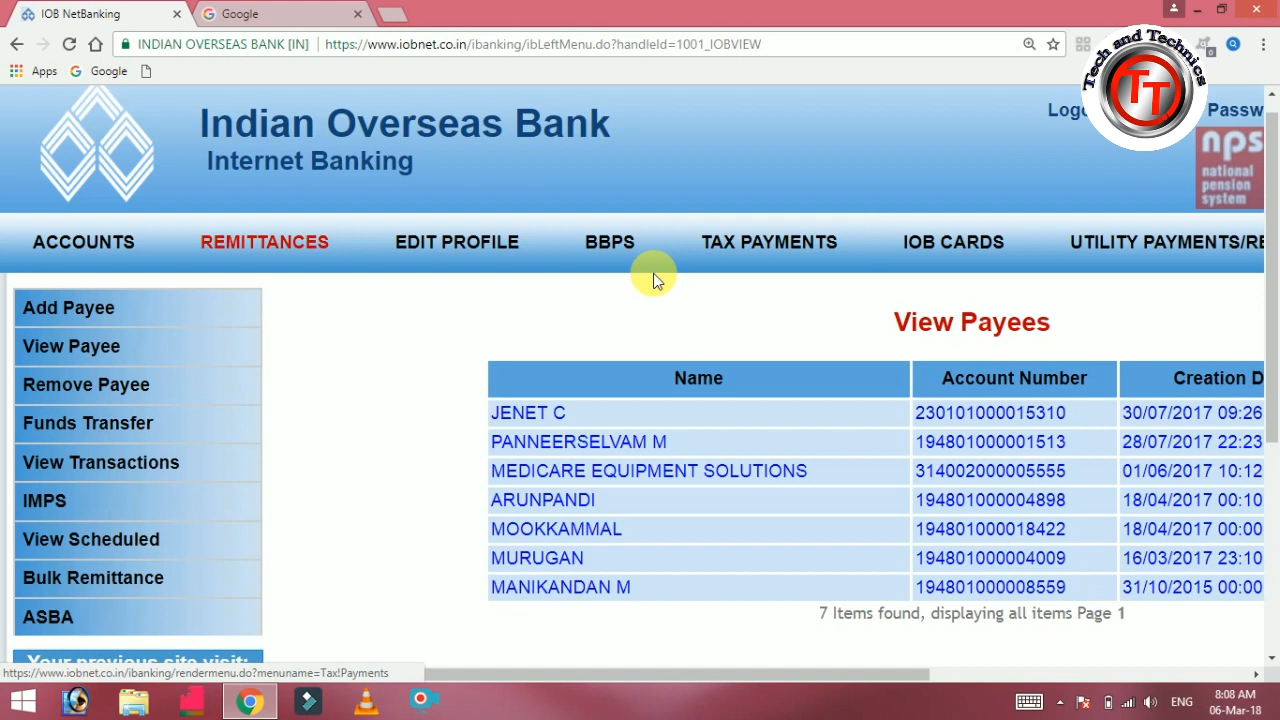 IOB NetBanking
Google
INDIAN OVERSEAS BANK [IN] https://www.iobnet.co.in/ibanking/ibLeftMenu.do?handleId=1001_IOBVIEW
Apps Google
Tech and Technics
TT
Indian Overseas Bank
Internet Banking
Passw
nps
national
pension
system
ACCOUNTS REMITTANCES EDIT PROFILE BBPS TAX PAYMENTS IOB CARDS UTILITY PAYMENTS/RE
Add Payee
View Payee
Remove Payee
Funds Transfer
View Transactions
IMPS
View Scheduled
Bulk Remittance
ASBA
Your previous site visit:
View Payees
Name Account Number Creation D
JENET C 230101000015310 30/07/2017 09:26
PANNEERSELVAM M 194801000001513 28/07/2017 22:23
MEDICARE EQUIPMENT SOLUTIONS 314002000005555 01/06/2017 10:12
ARUNPANDI 194801000004898 18/04/2017 00:10
MOOKKAMMAL 194801000018422 18/04/2017 00:00
MURUGAN 194801000004009 16/03/2017 23:10
MANIKANDAN M 194801000008559 31/10/2015 00:00
7 Items found, displaying all items Page 1
https://www.iobnet.co.in/ibanking/rendermenu.do?menuname=Tax!Payments
ENG
8:08 AM
06-Mar-18